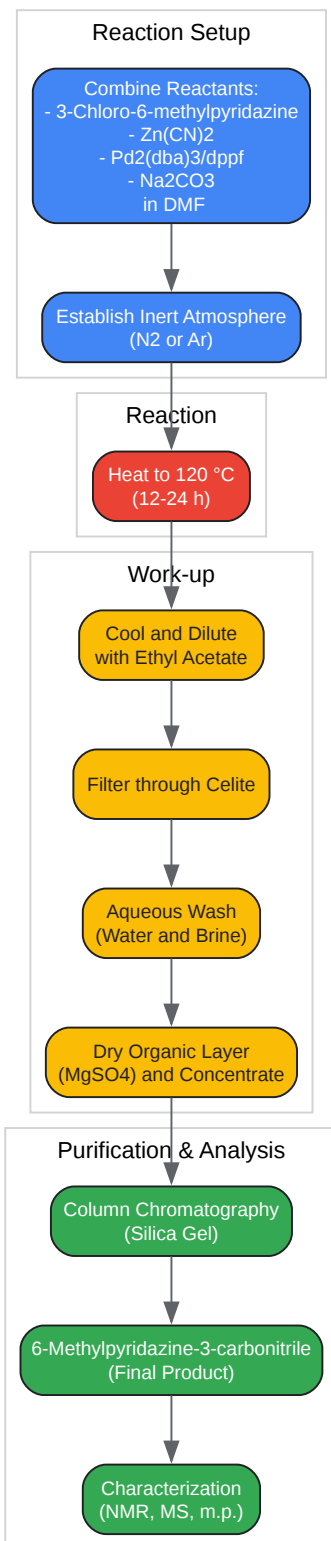 Reaction Setup
Combine Reactants:
- 3-Chloro-6-methylpyridazine
- Zn(CN)2
- Pd2(dba)3/dppf
- Na2CO3
in DMF
Establish Inert Atmosphere
(N2 or Ar)
Reaction
Heat to 120 °C
(12-24 h)
Work-up
Cool and Dilute
with Ethyl Acetate
Filter through Celite
Aqueous Wash
(Water and Brine)
Dry Organic Layer
(MgSO4) and Concentrate
Purification & Analysis
Column Chromatography
(Silica Gel)
6-Methylpyridazine-3-carbonitrile
(Final Product)
Characterization
(NMR, MS, m.p.)